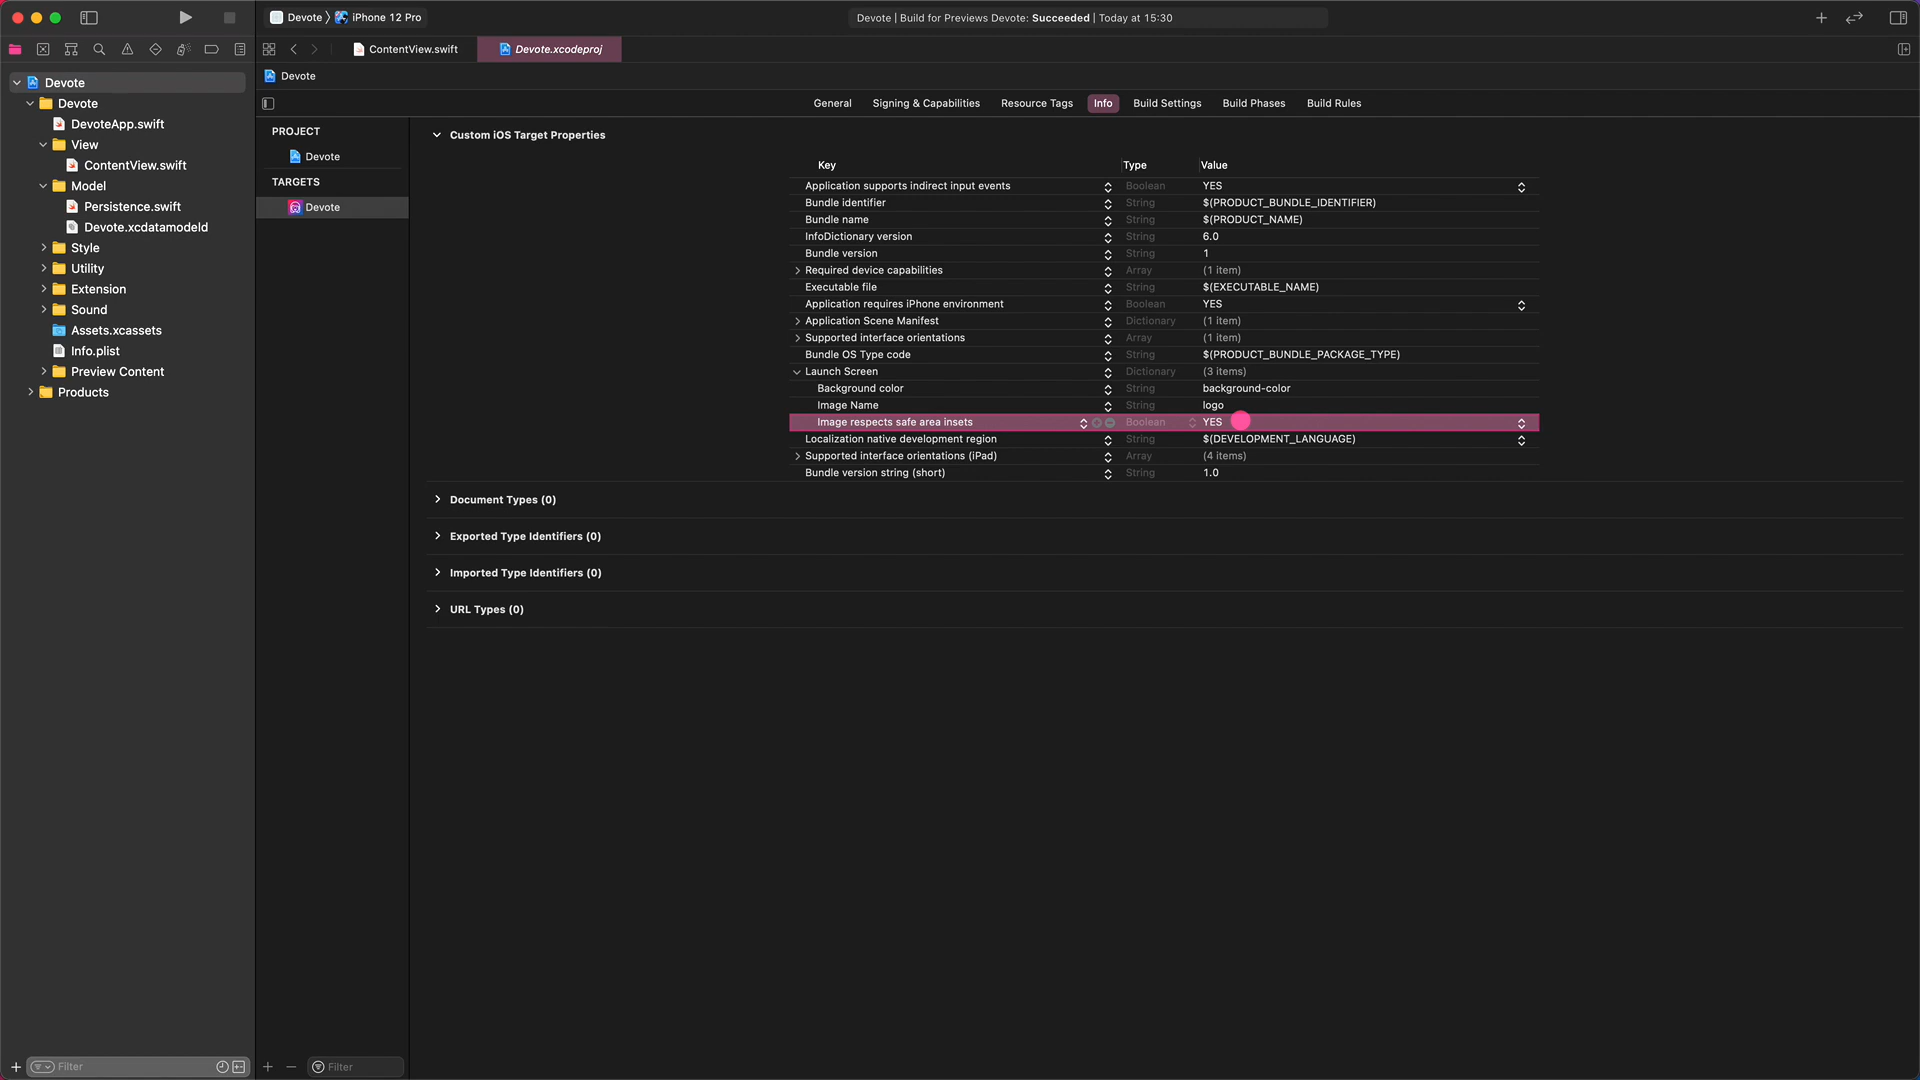 Devote 〉 iPhone 12 Pro
Devote | Build for Previews Devote: Succeeded | Today at 15:30
ContentView.swift
Devote.xcodeproj
Devote
General
Signing & Capabilities
Resource Tags
Info
Build Settings
Build Phases
Build Rules
Devote
Devote
DevoteApp.swift
View
ContentView.swift
Model
Persistence.swift
Devote.xcdatamodeld
Style
Utility
Extension
Sound
Assets.xcassets
Info.plist
Preview Content
Products
Filter
PROJECT
Devote
TARGETS
Devote
Filter
Custom iOS Target Properties
Key Type Value
Application supports indirect input events Boolean YES
Bundle identifier String $(PRODUCT_BUNDLE_IDENTIFIER)
Bundle name String $(PRODUCT_NAME)
InfoDictionary version String 6.0
Bundle version String 1
Required device capabilities Array (1 item)
Executable file String $(EXECUTABLE_NAME)
Application requires iPhone environment Boolean YES
Application Scene Manifest Dictionary (1 item)
Supported interface orientations Array (1 item)
Bundle OS Type code String $(PRODUCT_BUNDLE_PACKAGE_TYPE)
Launch Screen Dictionary (3 items)
Background color String background-color
Image Name String logo
Image respects safe area insets Boolean YES
Localization native development region String $(DEVELOPMENT_LANGUAGE)
Supported interface orientations (iPad) Array (4 items)
Bundle version string (short) String 1.0
Document Types (0)
Exported Type Identifiers (0)
Imported Type Identifiers (0)
URL Types (0)